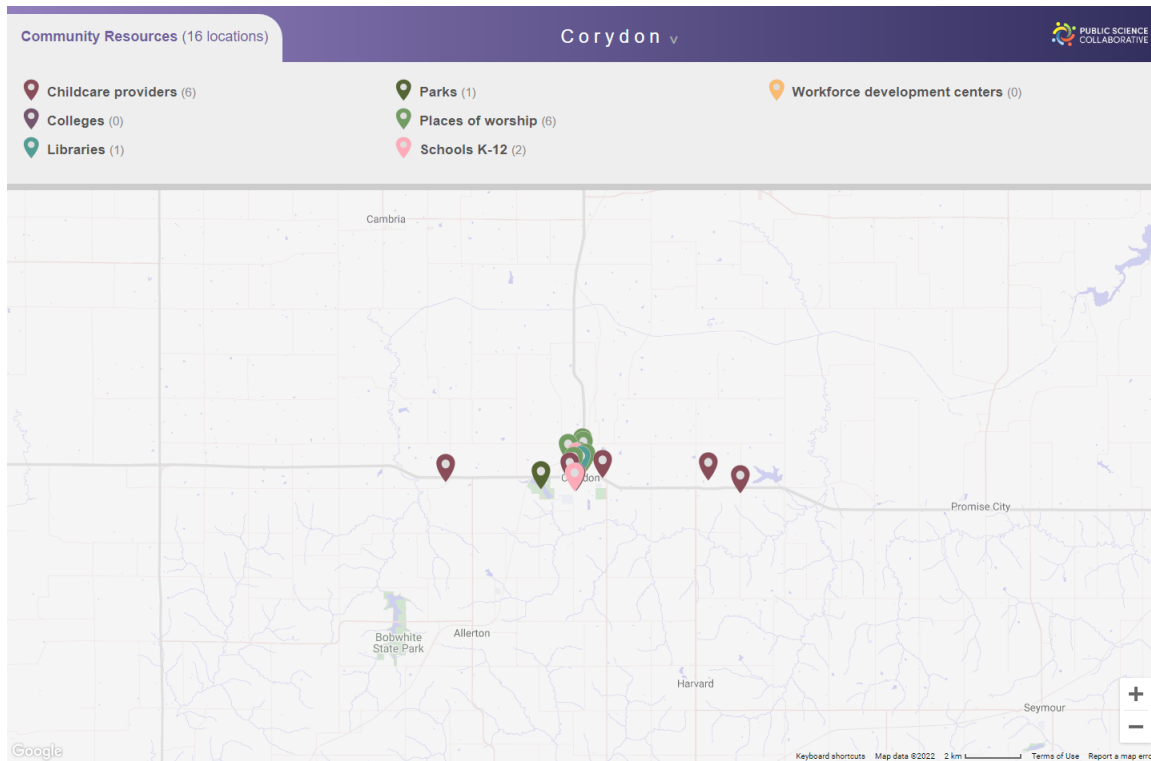 Community Resources (16 locations)
Corydon v
PUBLIC SCIENCE
COLLABORATIVE
Childcare providers (6)
Parks (1)
Workforce development centers (0)
Colleges (0)
Places of worship (6)
Libraries (1)
Schools K-12 (2)
Cambria
Corydon
Promise City
Bobwhite
State Park
Allerton
Harvard
Seymour
+
−
Google
Keyboard shortcuts Map data ©2022 2 km Terms of Use Report a map erro